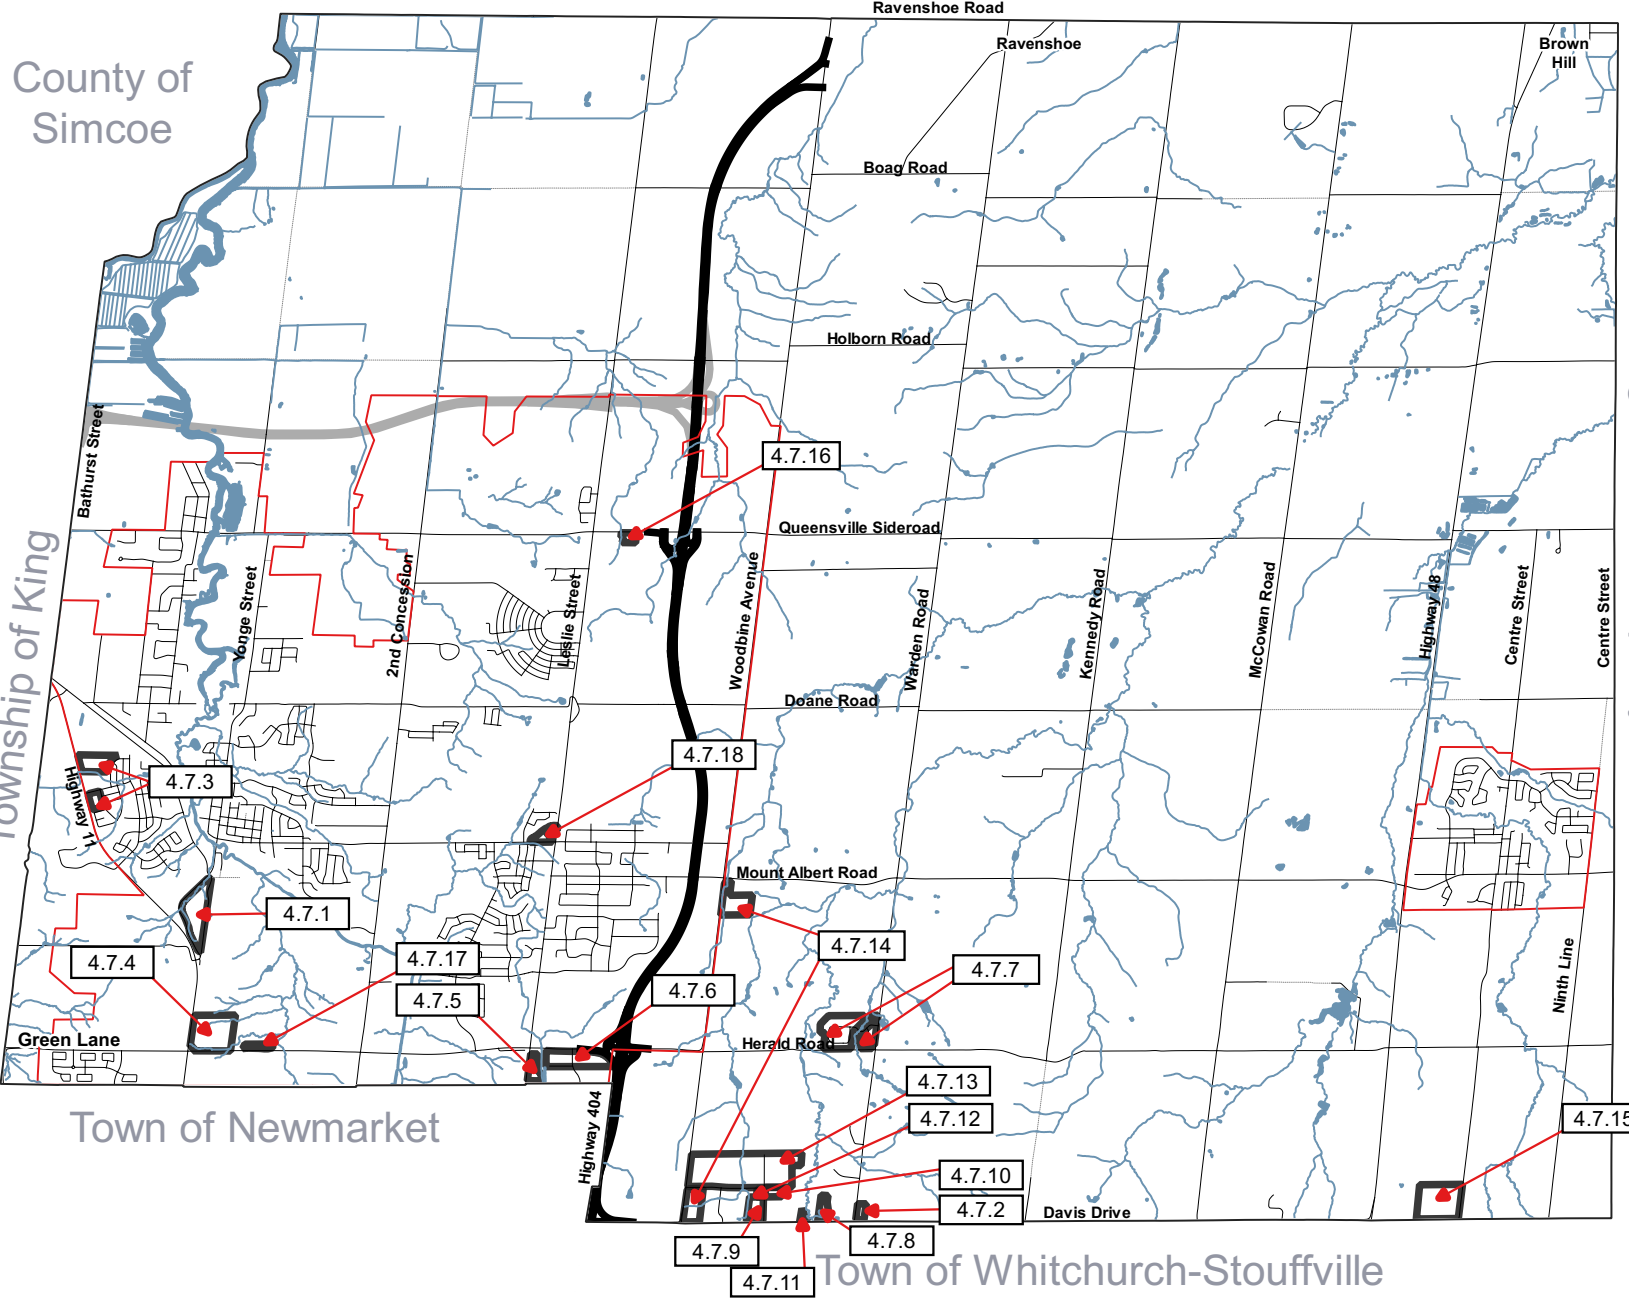 Ravenshoe Road
Ravenshoe
Brown
Hill
County of
Simcoe
Boag Road
Holborn Road
Bathurst Street
4.7.16
Queensville Sideroad
Township of King
Yonge Street
2nd Concession
Leslie Street
Woodbine Avenue
Warden Road
Kennedy Road
McCowan Road
Highway 48
Centre Street
Centre Street
Doane Road
4.7.18
4.7.3
Highway 11
Mount Albert Road
4.7.1
4.7.14
4.7.4
4.7.17
4.7.7
4.7.5
4.7.6
Ninth Line
Green Lane
Herald Road
4.7.13
4.7.12
4.7.15
Town of Newmarket
Highway 404
4.7.10
4.7.2
Davis Drive
4.7.8
4.7.9
4.7.11
Town of Whitchurch-Stouffville